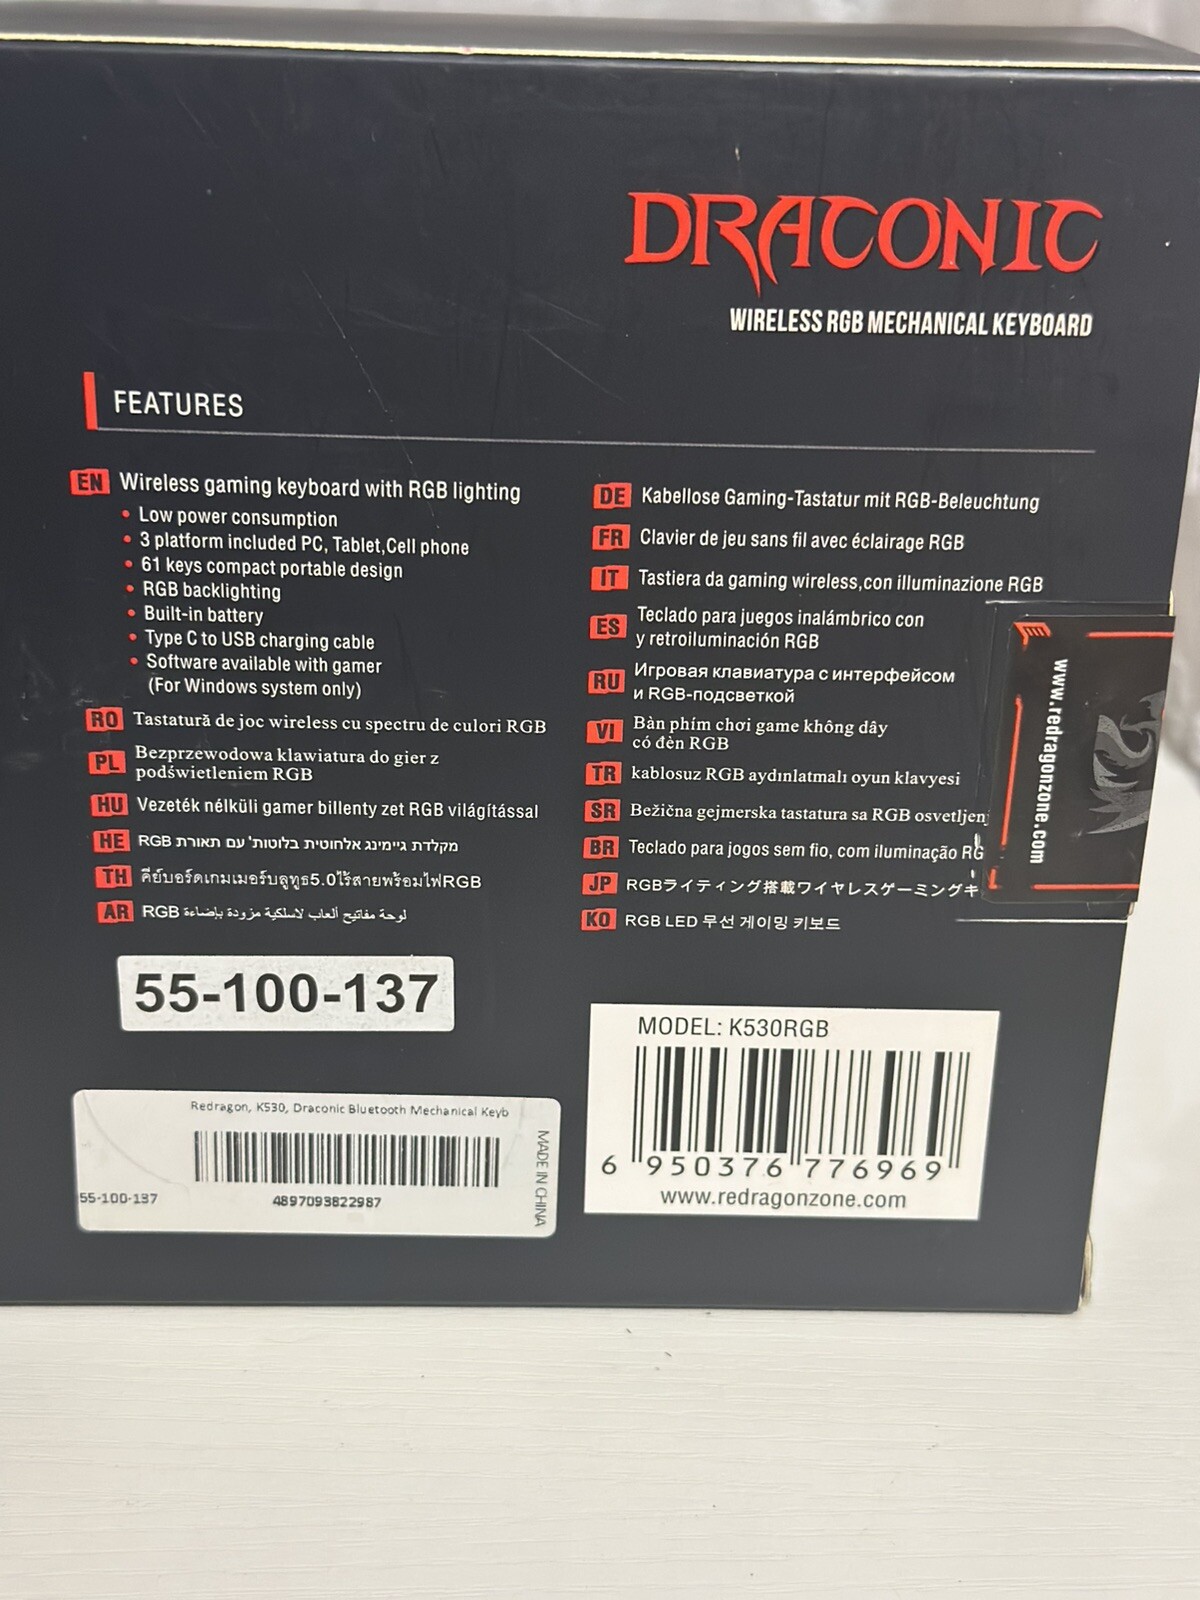 DRACONIC
WIRELESS RGB MECHANICAL KEYBOARD
FEATURES
EN Wireless gaming keyboard with RGB lighting
• Low power consumption
• 3 platform included PC, Tablet,Cell phone
• 61 keys compact portable design
• RGB backlighting
• Built-in battery
• Type C to USB charging cable
• Software available with gamer
(For Windows system only)
RO Tastatură de joc wireless cu spectru de culori RGB
PL Bezprzewodowa klawiatura do gier z
podświetleniem RGB
HU Vezeték nélküli gamer billenty zet RGB világítással
HE מקלדת גיימינג אלחוטית בלוטות' עם תאורת RGB
TH คีย์บอร์ดเกมเมอร์บลูทูธ5.0ไร้สายพร้อมไฟRGB
AR لوحة مفاتيح ألعاب لاسلكية مزودة بإضاءة RGB
DE Kabellose Gaming-Tastatur mit RGB-Beleuchtung
FR Clavier de jeu sans fil avec éclairage RGB
IT Tastiera da gaming wireless,con illuminazione RGB
ES Teclado para juegos inalámbrico con
y retroiluminación RGB
RU Игровая клавиатура с интерфейсом
и RGB-подсветкой
VI Bàn phím chơi game không dây
có đèn RGB
TR kablosuz RGB aydınlatmalı oyun klavyesi
SR Bežična gejmerska tastatura sa RGB osvetljenj
BR Teclado para jogos sem fio, com iluminação RG
JP RGBライティング搭載ワイヤレスゲーミングキ
KO RGB LED 무선 게이밍 키보드
www.redragonzone.com
55-100-137
MODEL: K530RGB
6 950376 776969
www.redragonzone.com
Redragon, K530, Draconic Bluetooth Mechanical Keyb
MADE IN CHINA
55-100-137
4897093822987